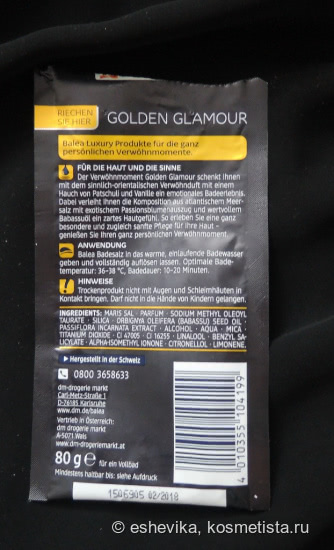 RIECHEN
SIE HIER
GOLDEN GLAMOUR
Balea Luxury Produkte für die ganz
persönlichen Verwöhnmomente.
FÜR DIE HAUT UND DIE SINNE
Der Verwöhnmoment Golden Glamour schenkt Ihnen
mit dem sinnlich-orientalischen Verwöhnduft mit einem
Hauch von Patschuli und Vanille ein emotionales Badeerlebnis.
Dabei verleiht Ihnen die Komposition aus atlantischem Meer-
salz mit exotischem Passionsblumenauszug und wertvollem
Babassuöl ein zartes Hautgefühl. So erleben Sie eine ganz
besondere und zugleich sanfte Pflege für Ihre Haut –
genießen Sie Ihren ganz persönlichen Verwöhnmoment.
ANWENDUNG
Balea Badesalz in das warme, einlaufende Badewasser
geben und vollständig auflösen lassen. Optimale Bade-
temperatur: 36–38 °C, Badedauer: 10–20 Minuten.
HINWEISE
Trockenprodukt nicht mit Augen und Schleimhäuten in
Kontakt bringen. Darf nicht in die Hände von Kindern gelangen.
INGREDIENTS: MARIS SAL · PARFUM · SODIUM METHYL OLEOYL
TAURATE · SILICA · ORBIGNYA OLEIFERA (BABASSU) SEED OIL ·
PASSIFLORA INCARNATA EXTRACT · ALCOHOL · AQUA · MICA ·
TITANIUM DIOXIDE · CI 47005 · CI 16255 · LINALOOL · BENZYL SA-
LICYLATE · ALPHA-ISOMETHYL IONONE · CITRONELLOL · LIMONENE.
Hergestellt in der Schweiz
0800 3658633
dm-drogerie markt
Carl-Metz-Straße 1
D-76185 Karlsruhe
www.dm.de/balea
Vertrieb in Österreich:
dm drogerie markt
A-5071 Wals
www.dm-drogeriemarkt.at
80 g e für ein Vollbad
Mindestens haltbar bis: siehe Aufdruck
4 010355 104199
1506905 02/2018
© eshevika, kosmetista.ru